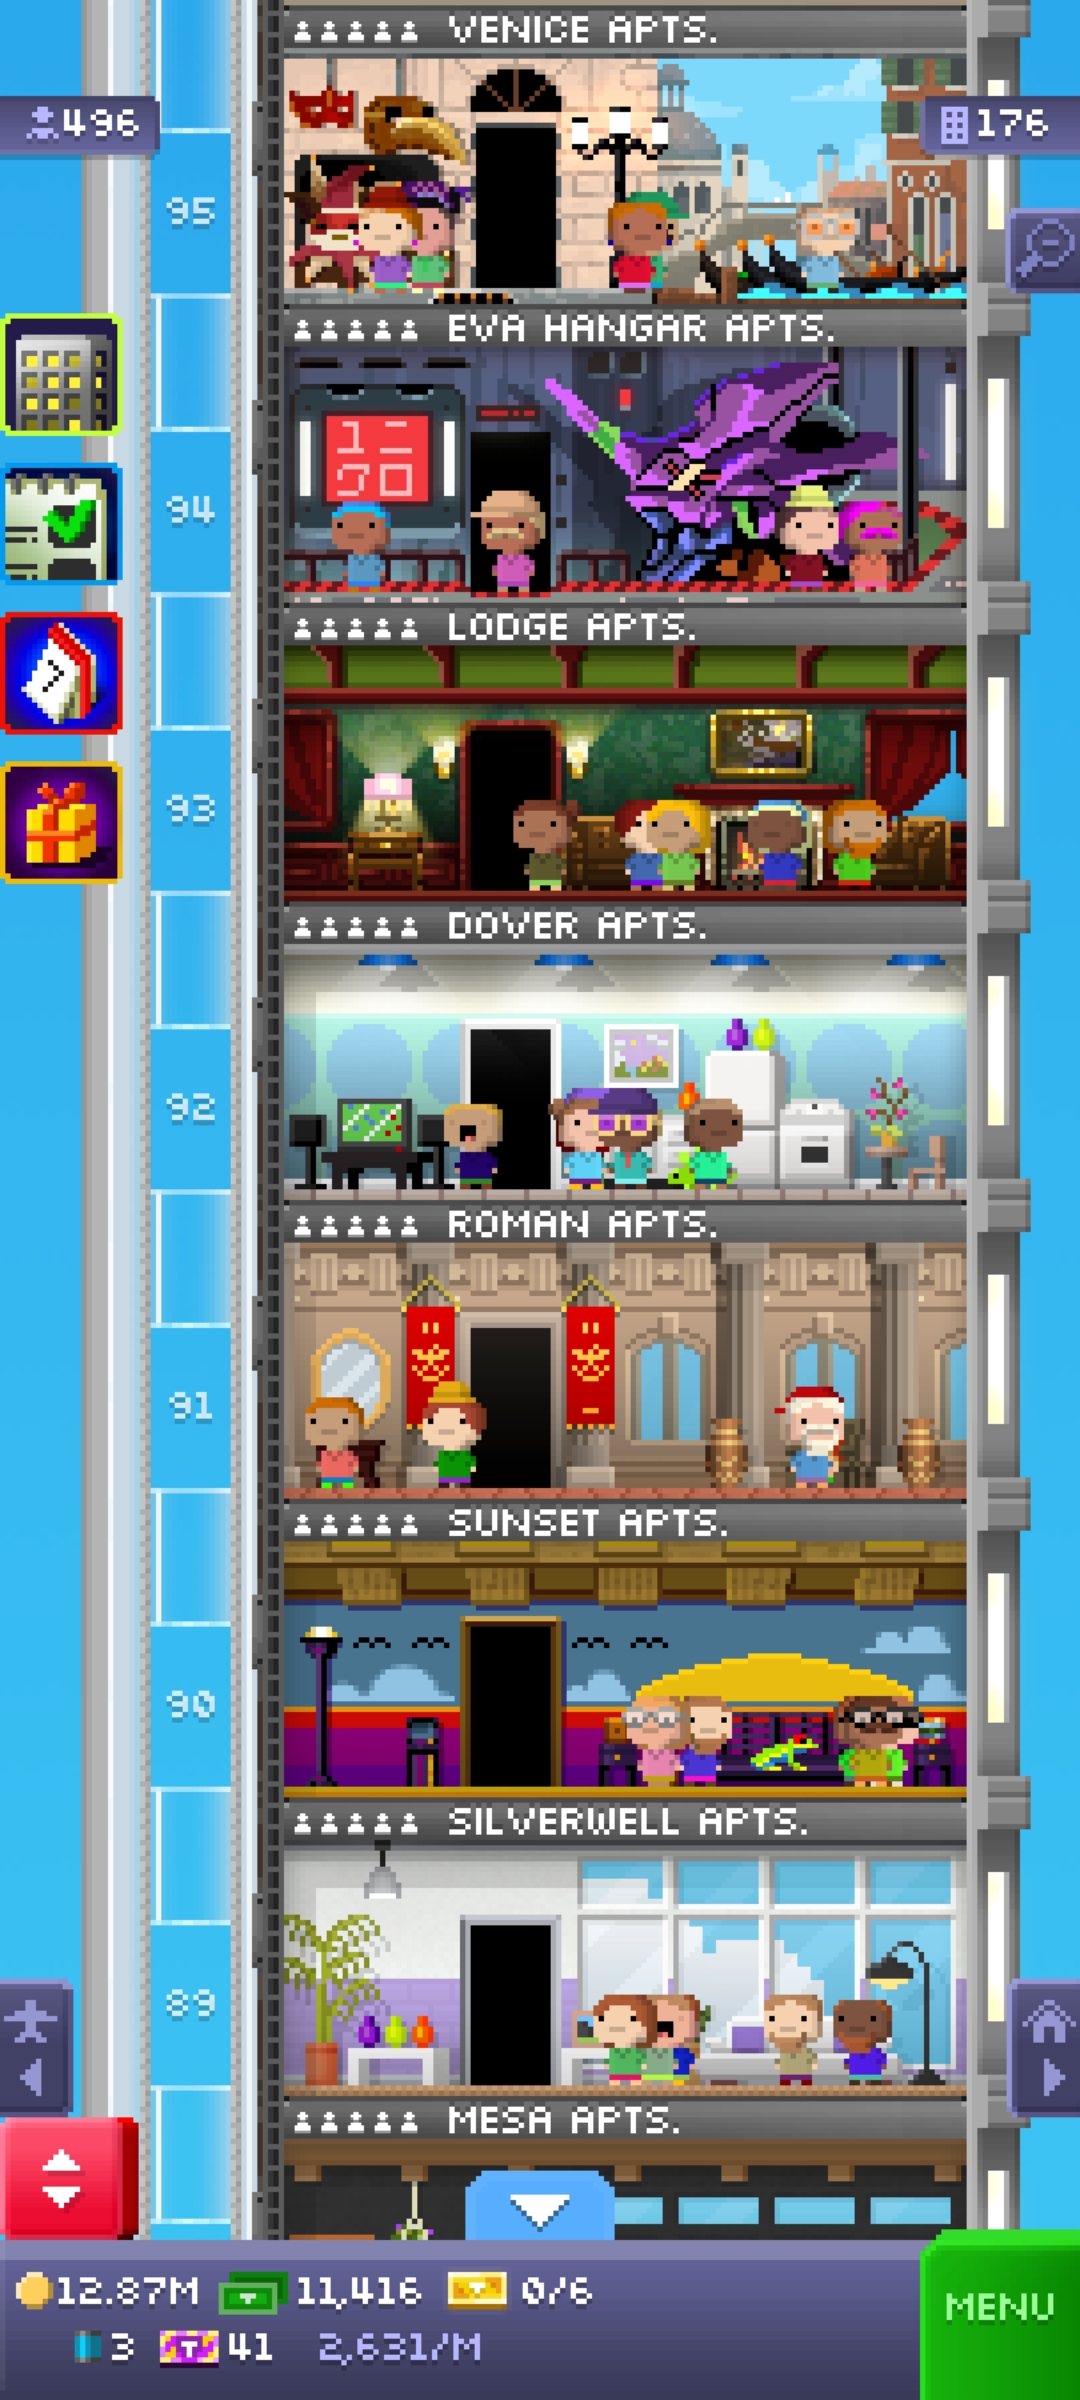 VENICE APTS.
496
176
95
EVA HANGAR APTS.
94
LODGE APTS.
93
DOVER APTS.
92
ROMAN APTS.
91
SUNSET APTS.
90
SILVERWELL APTS.
89
MESA APTS.
12.87M 11,416 0/6
MENU
3 T 41 2,631/M